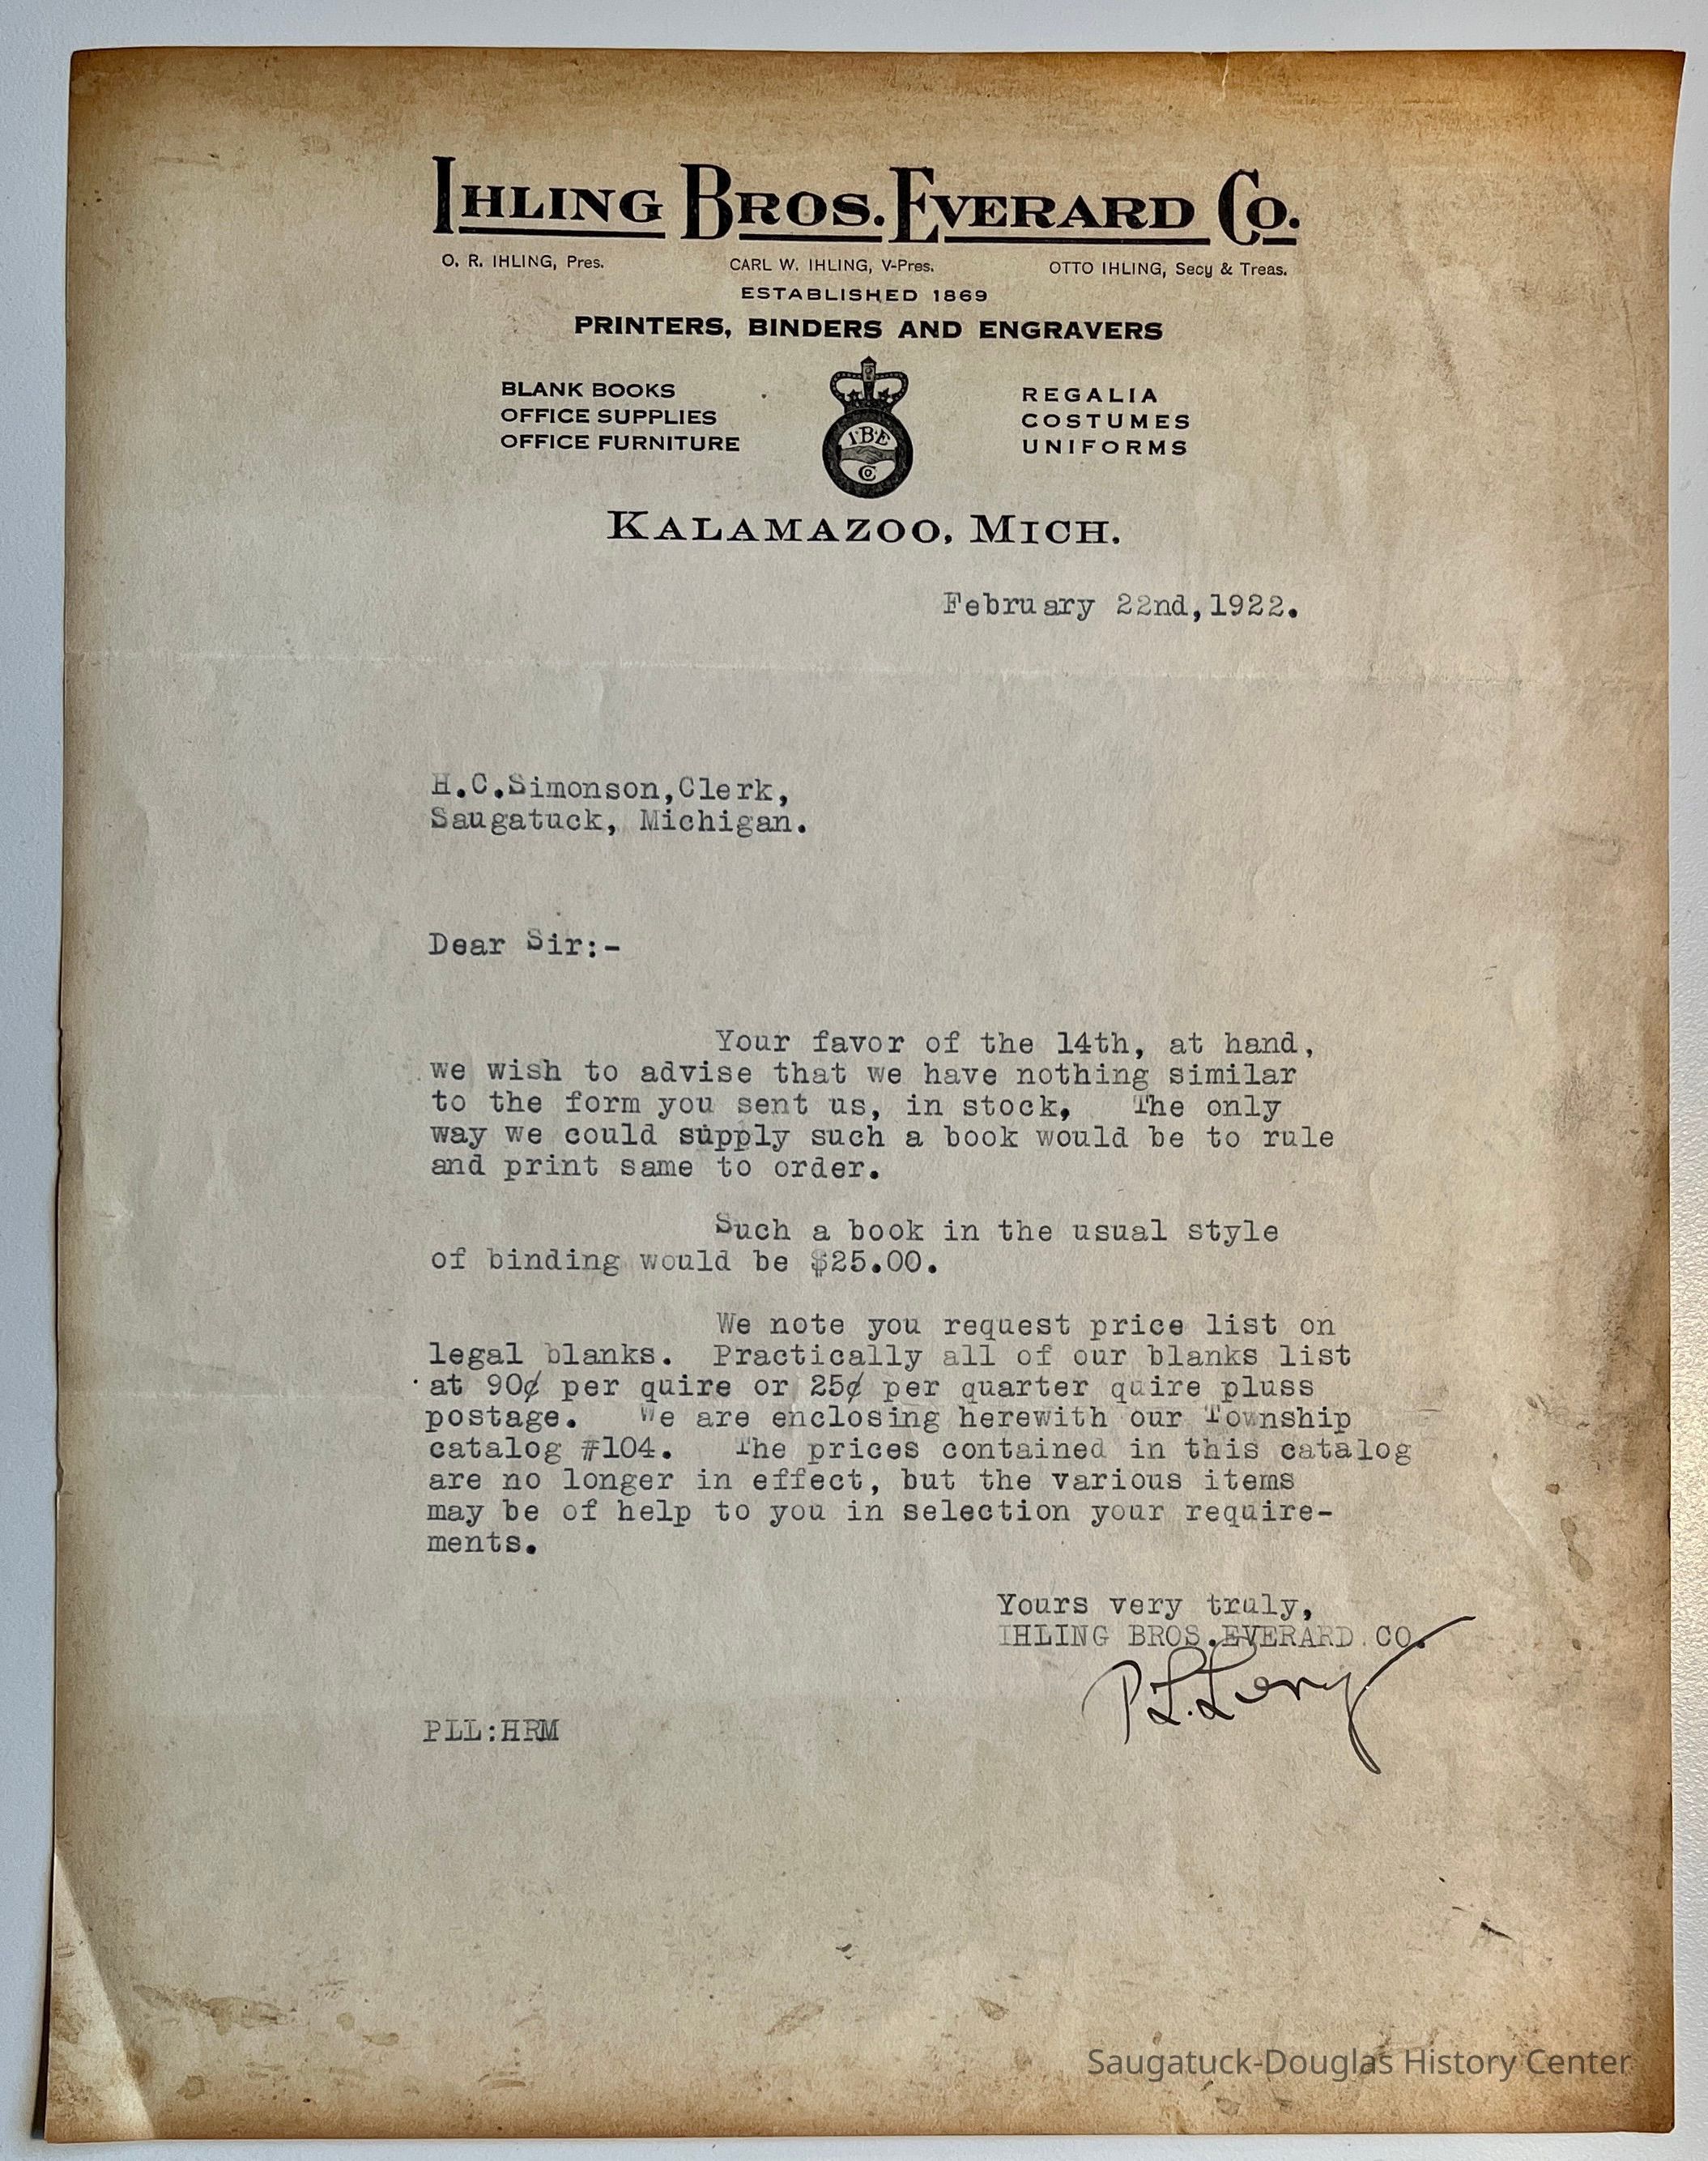 IHLING BROS. EVERARD CO.
O. R. IHLING, Pres. CARL W. IHLING, V-Pres. OTTO IHLING, Secy & Treas.
ESTABLISHED 1869
PRINTERS, BINDERS AND ENGRAVERS
BLANK BOOKS
OFFICE SUPPLIES
OFFICE FURNITURE
I·B·E
Co
REGALIA
COSTUMES
UNIFORMS
KALAMAZOO, MICH.
February 22nd,1922.
H.C.Simonson,Clerk,
Saugatuck, Michigan.
Dear Sir:-
Your favor of the 14th, at hand,
we wish to advise that we have nothing similar
to the form you sent us, in stock, The only
way we could supply such a book would be to rule
and print same to order.
Such a book in the usual style
of binding would be $25.00.
We note you request price list on
legal blanks. Practically all of our blanks list
at 90¢ per quire or 25¢ per quarter quire pluss
postage. We are enclosing herewith our Township
catalog #104. The prices contained in this catalog
are no longer in effect, but the various items
may be of help to you in selection your require-
ments.
Yours very truly,
IHLING BROS.EVERARD CO.
P.L.Levy
PLL:HRM
Saugatuck-Douglas History Center